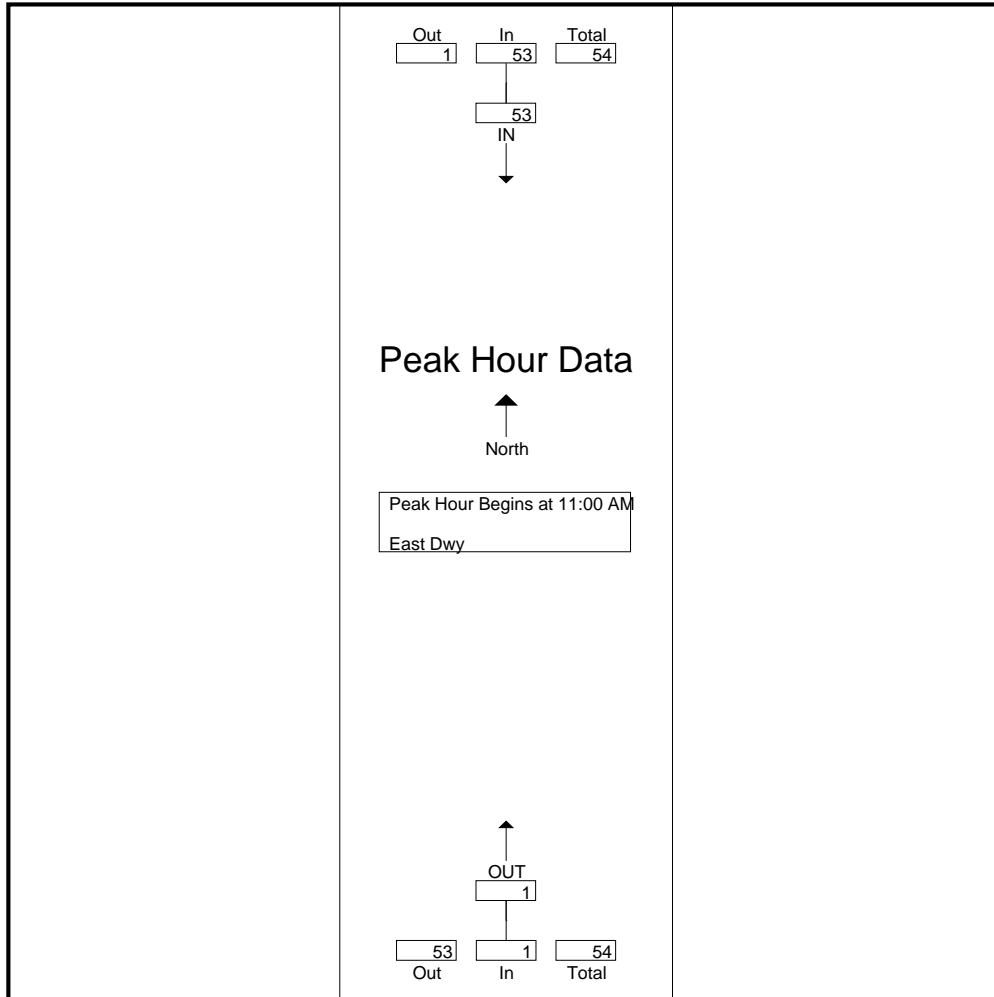 Out In Total
1 53 54
53
IN
Peak Hour Data
North
Peak Hour Begins at 11:00 AM
East Dwy
OUT
1
53 1 54
Out In Total